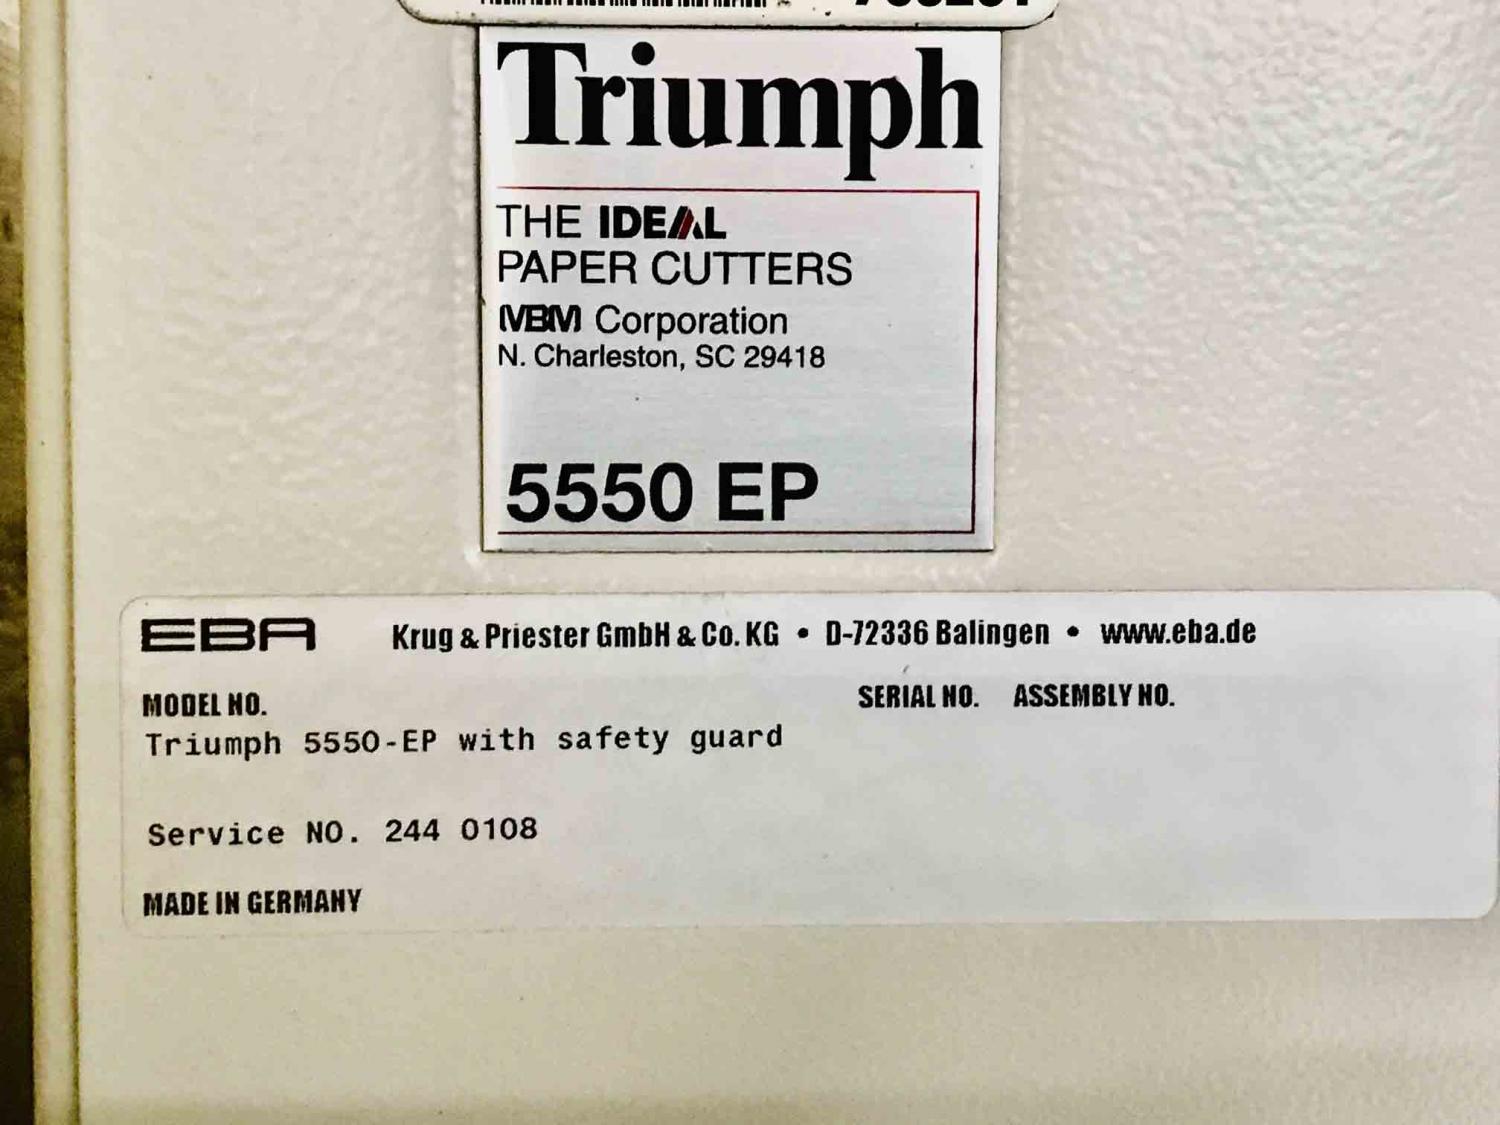 Triumph
THE IDEAL
PAPER CUTTERS
MBM Corporation
N. Charleston, SC 29418
5550 EP
EBA Krug & Priester GmbH & Co. KG • D-72336 Balingen • www.eba.de
MODEL NO. SERIAL NO. ASSEMBLY NO.
Triumph 5550-EP with safety guard
Service NO. 244 0108
MADE IN GERMANY